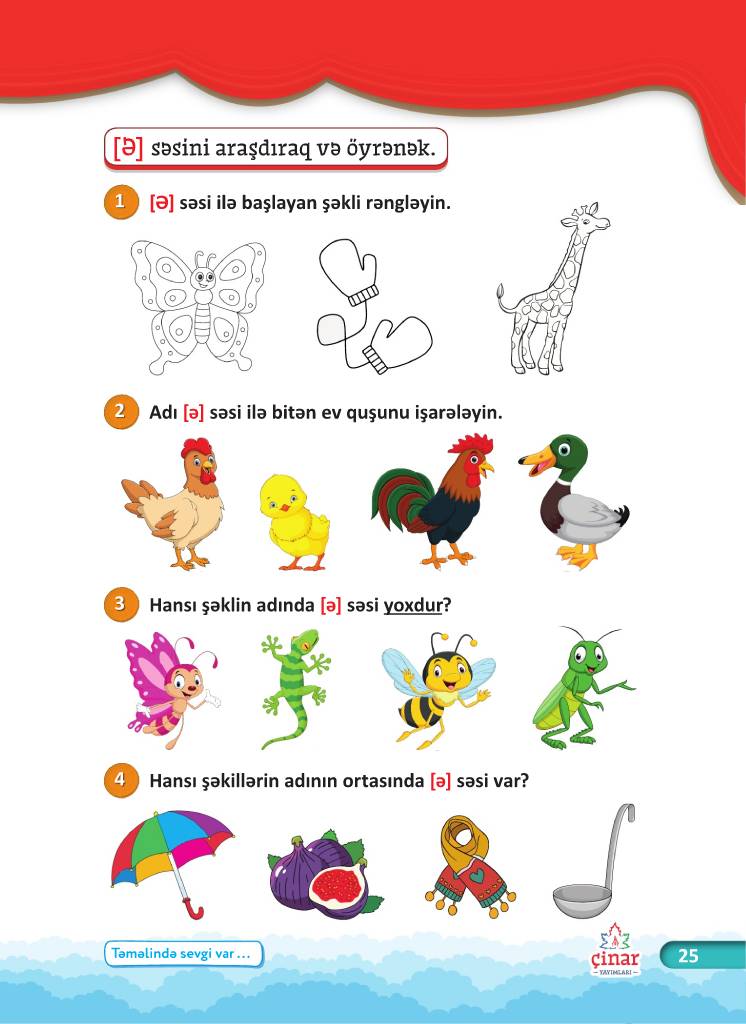 [Ə] səsini araşdıraq və öyrənək.
1 [Ə] səsi ilə başlayan şəkli rəngləyin.
2 Adı [ə] səsi ilə bitən ev quşunu işarələyin.
3 Hansı şəklin adında [ə] səsi yoxdur?
4 Hansı şəkillərin adının ortasında [ə] səsi var?
Təməlində sevgi var ...
çinar
YAYIMLARI
25